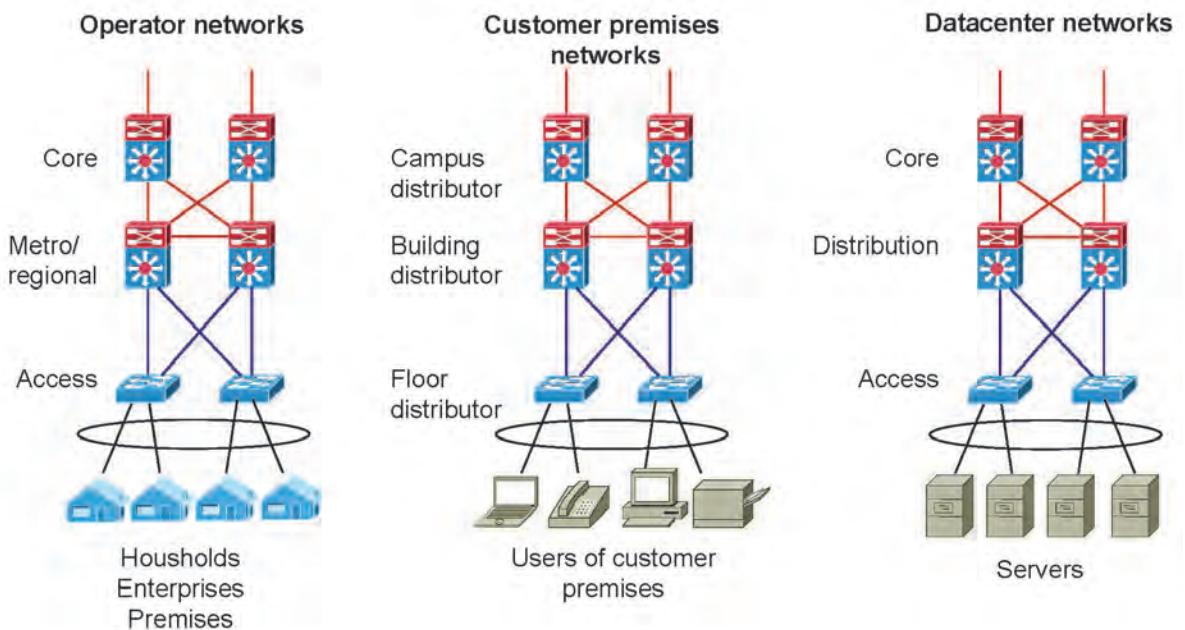 Operator networks
Core
Metro/
regional
Access
Housholds
Enterprises
Premises
Customer premises
networks
Campus
distributor
Building
distributor
Floor
distributor
Users of customer
premises
Datacenter networks
Core
Distribution
Access
Servers